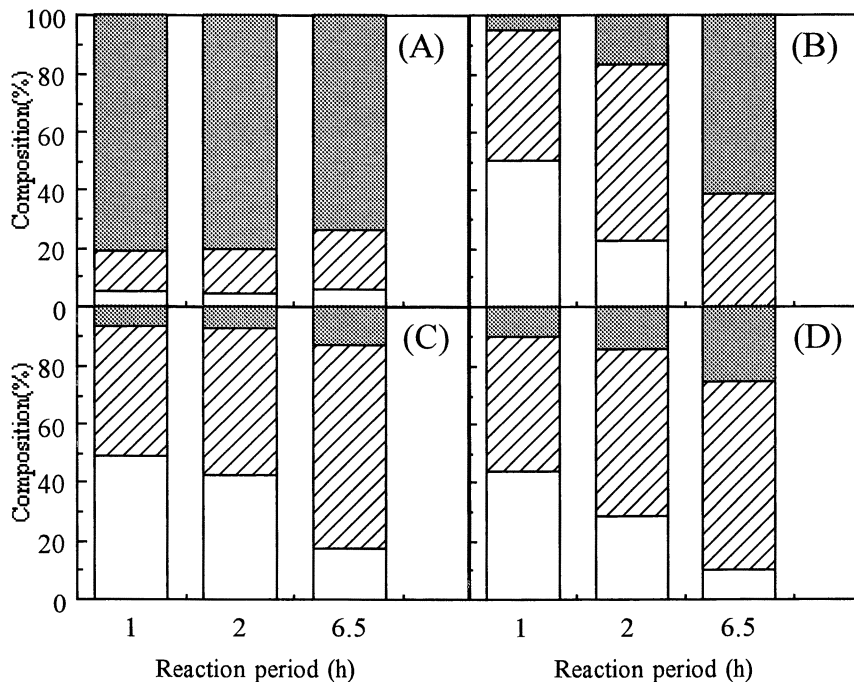 100
80
60
40
20
0
Composition(%)
(A)
(B)
80
60
40
20
0
Composition(%)
(C)
(D)
1 2 6.5 1 2 6.5
Reaction period (h) Reaction period (h)